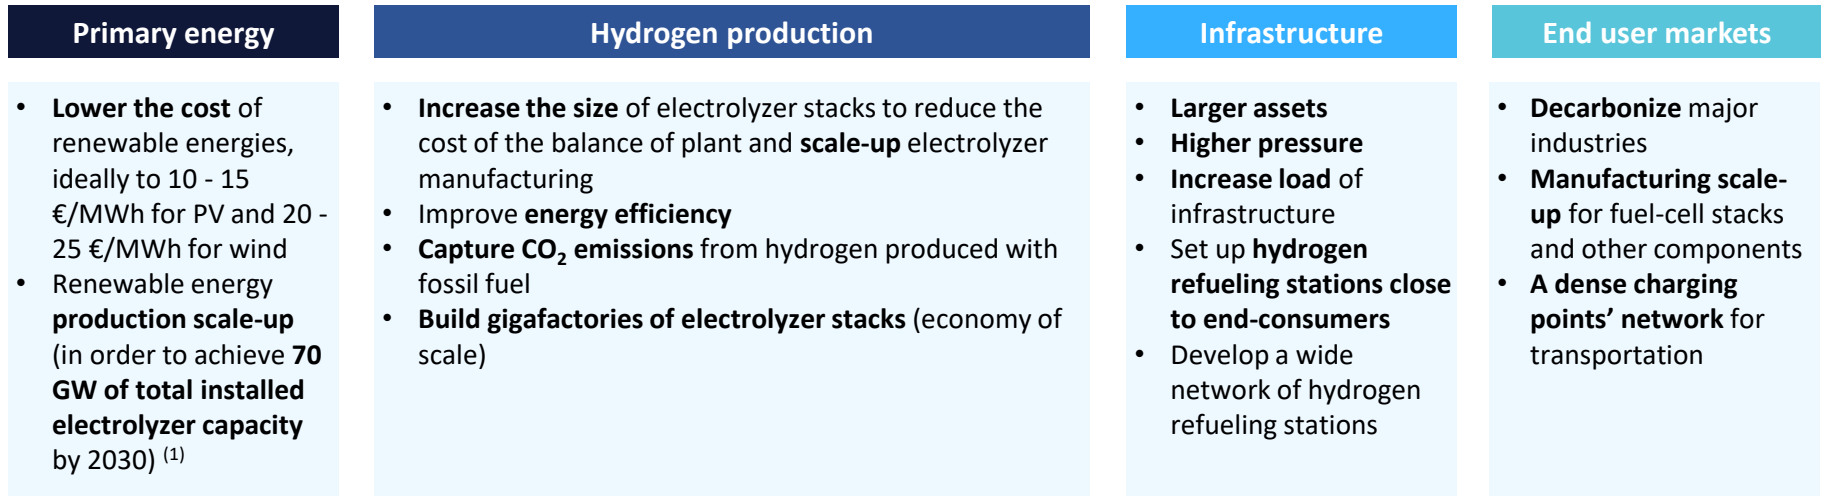 Primary energy
• Lower the cost of
renewable energies,
ideally to 10 - 15
€/MWh for PV and 20 -
25 €/MWh for wind
• Renewable energy
production scale-up
(in order to achieve 70
GW of total installed
electrolyzer capacity
by 2030) (1)
Hydrogen production
• Increase the size of electrolyzer stacks to reduce the
cost of the balance of plant and scale-up electrolyzer
manufacturing
• Improve energy efficiency
• Capture CO2 emissions from hydrogen produced with
fossil fuel
• Build gigafactories of electrolyzer stacks (economy of
scale)
Infrastructure
• Larger assets
• Higher pressure
• Increase load of
infrastructure
• Set up hydrogen
refueling stations close
to end-consumers
• Develop a wide
network of hydrogen
refueling stations
End user markets
• Decarbonize major
industries
• Manufacturing scale-
up for fuel-cell stacks
and other components
• A dense charging
points’ network for
transportation